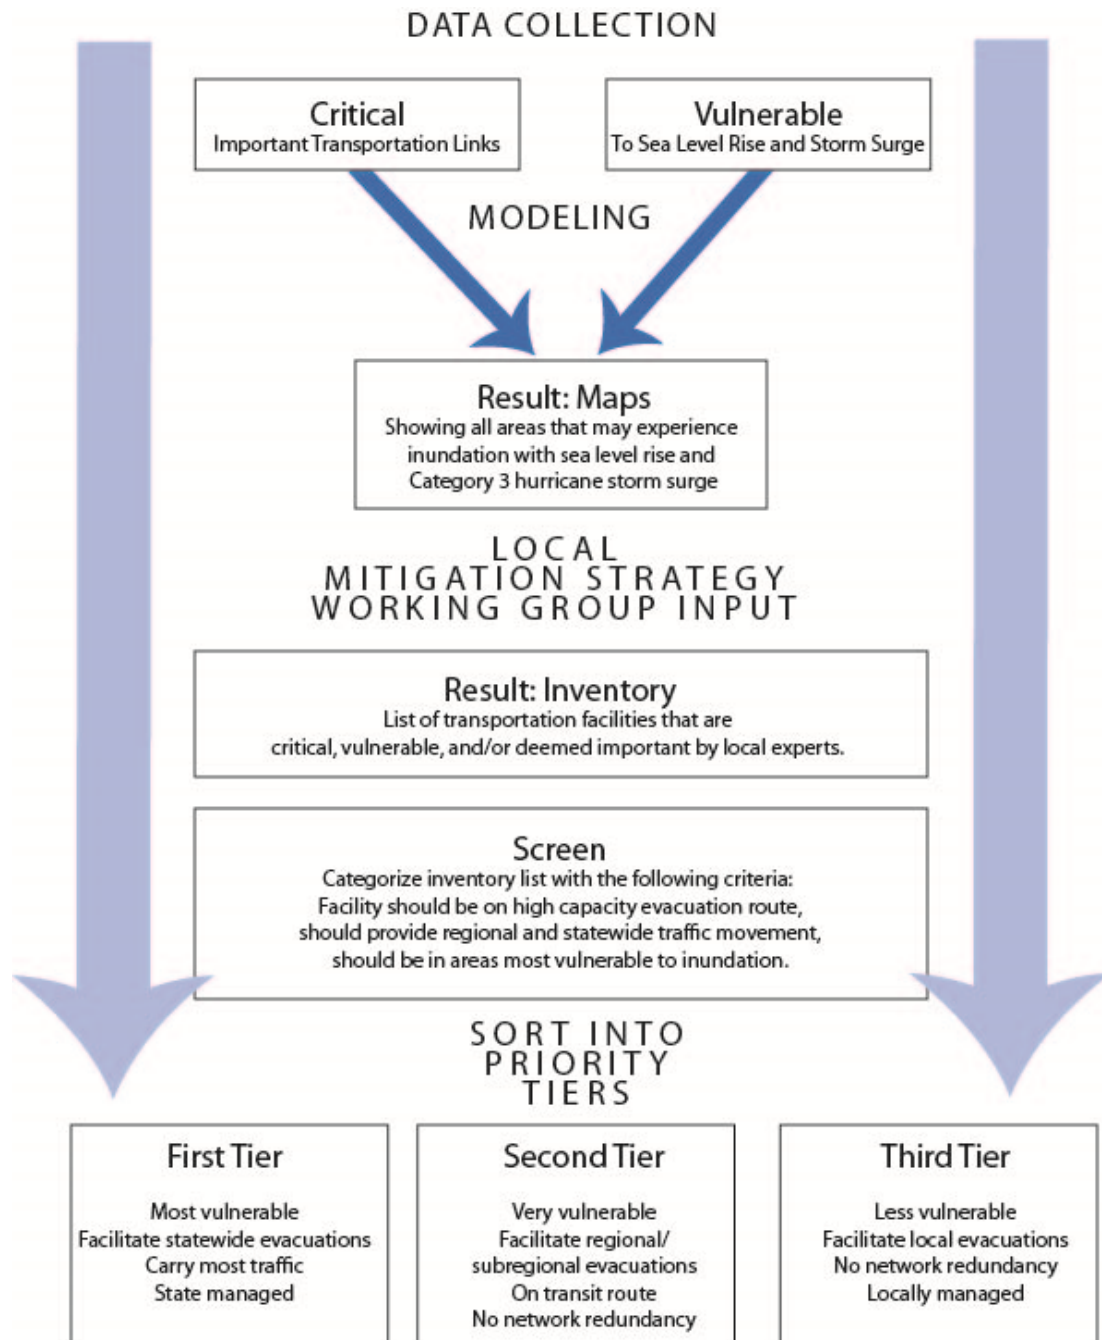 DATA COLLECTION
Critical
Important Transportation Links
Vulnerable
To Sea Level Rise and Storm Surge
MODELING
Result: Maps
Showing all areas that may experience
inundation with sea level rise and
Category 3 hurricane storm surge
LOCAL
MITIGATION STRATEGY
WORKING GROUP INPUT
Result: Inventory
List of transportation facilities that are
critical, vulnerable, and/or deemed important by local experts.
Screen
Categorize inventory list with the following criteria:
Facility should be on high capacity evacuation route,
should provide regional and statewide traffic movement,
should be in areas most vulnerable to inundation.
SORT INTO
PRIORITY
TIERS
First Tier
Most vulnerable
Facilitate statewide evacuations
Carry most traffic
State managed
Second Tier
Very vulnerable
Facilitate regional/
subregional evacuations
On transit route
No network redundancy
Third Tier
Less vulnerable
Facilitate local evacuations
No network redundancy
Locally managed